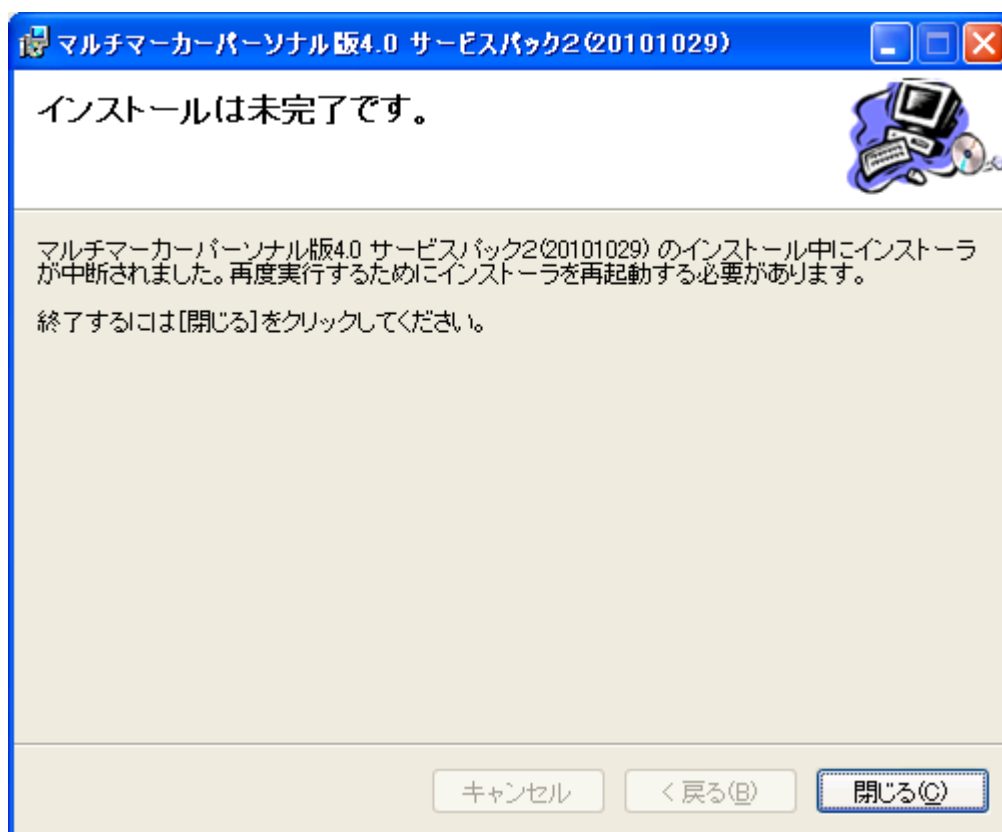 マルチマーカーパーソナル版4.0 サービスパック2(20101029)
インストールは未完了です。
マルチマーカーパーソナル版4.0 サービスパック2(20101029) のインストール中にインストーラ
が中断されました。再度実行するためにインストーラを再起動する必要があります。
終了するには[閉じる]をクリックしてください。
キャンセル
< 戻る(B)
閉じる(C)